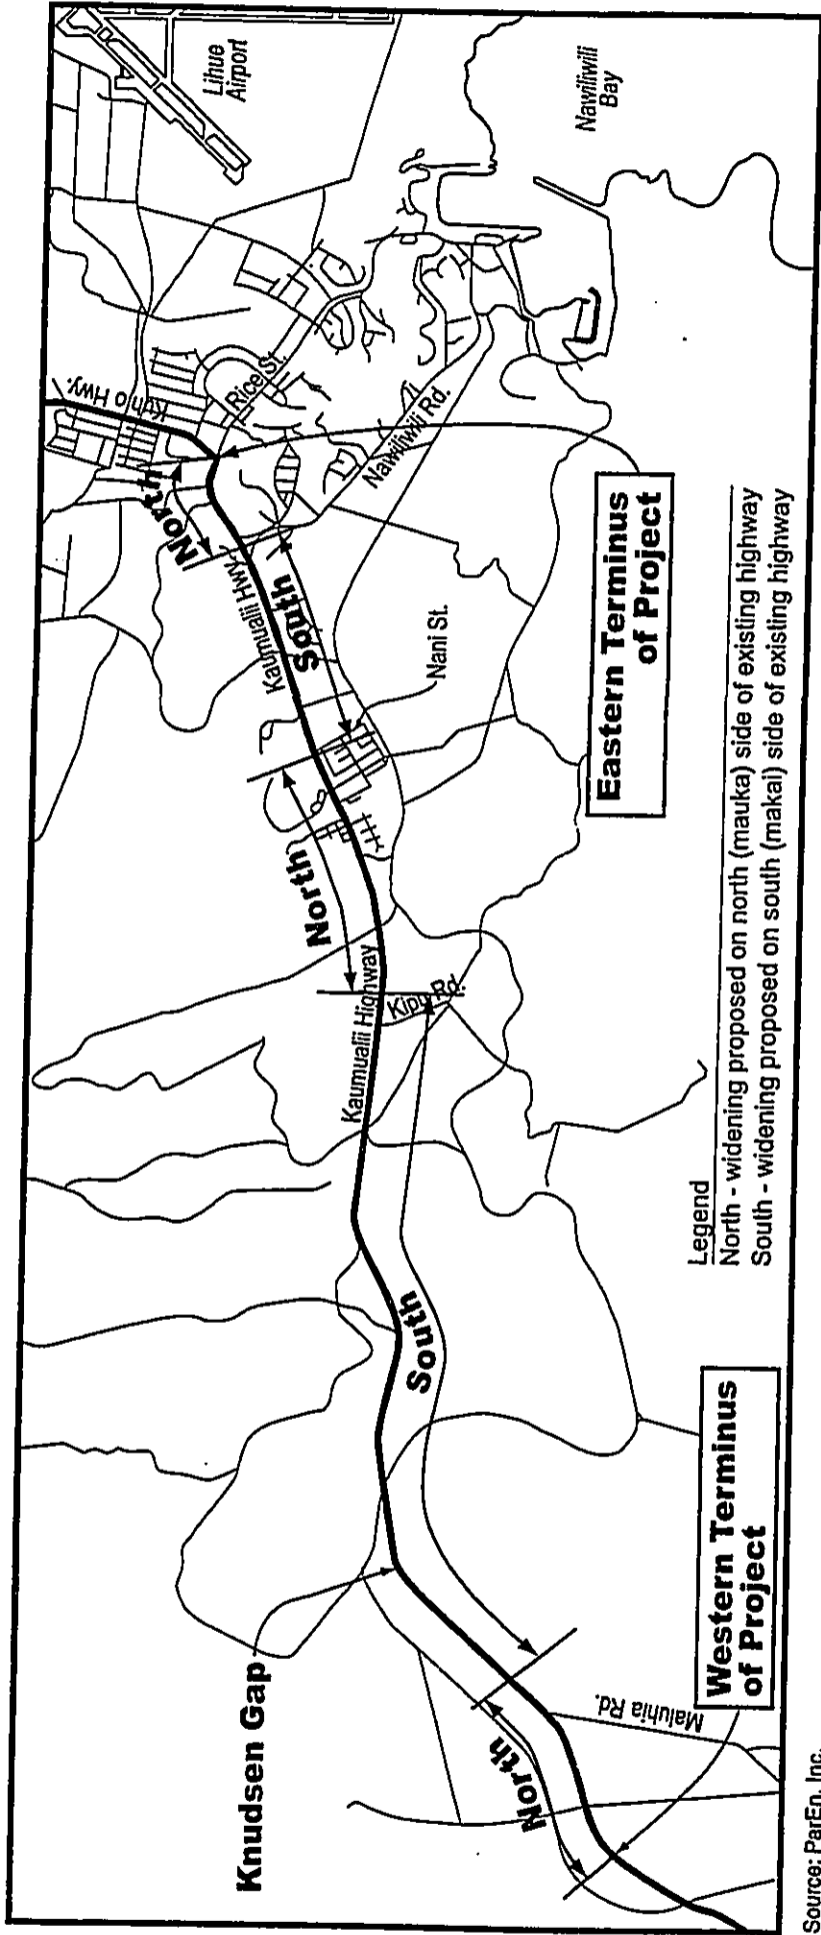 Lihue
Airport
Nawiliwili
Bay
Kuhio Hwy.
Rice St.
Nawiliwili Rd.
North
Kaumualii Hwy.
South
Nani St.
Eastern Terminus
of Project
North
Kaumualii Highway
Kipu Rd.
South
Knudsen Gap
Maluhia Rd.
North
Western Terminus
of Project
Legend
North - widening proposed on north (mauka) side of existing highway
South - widening proposed on south (makai) side of existing highway
Source: ParEn, Inc.